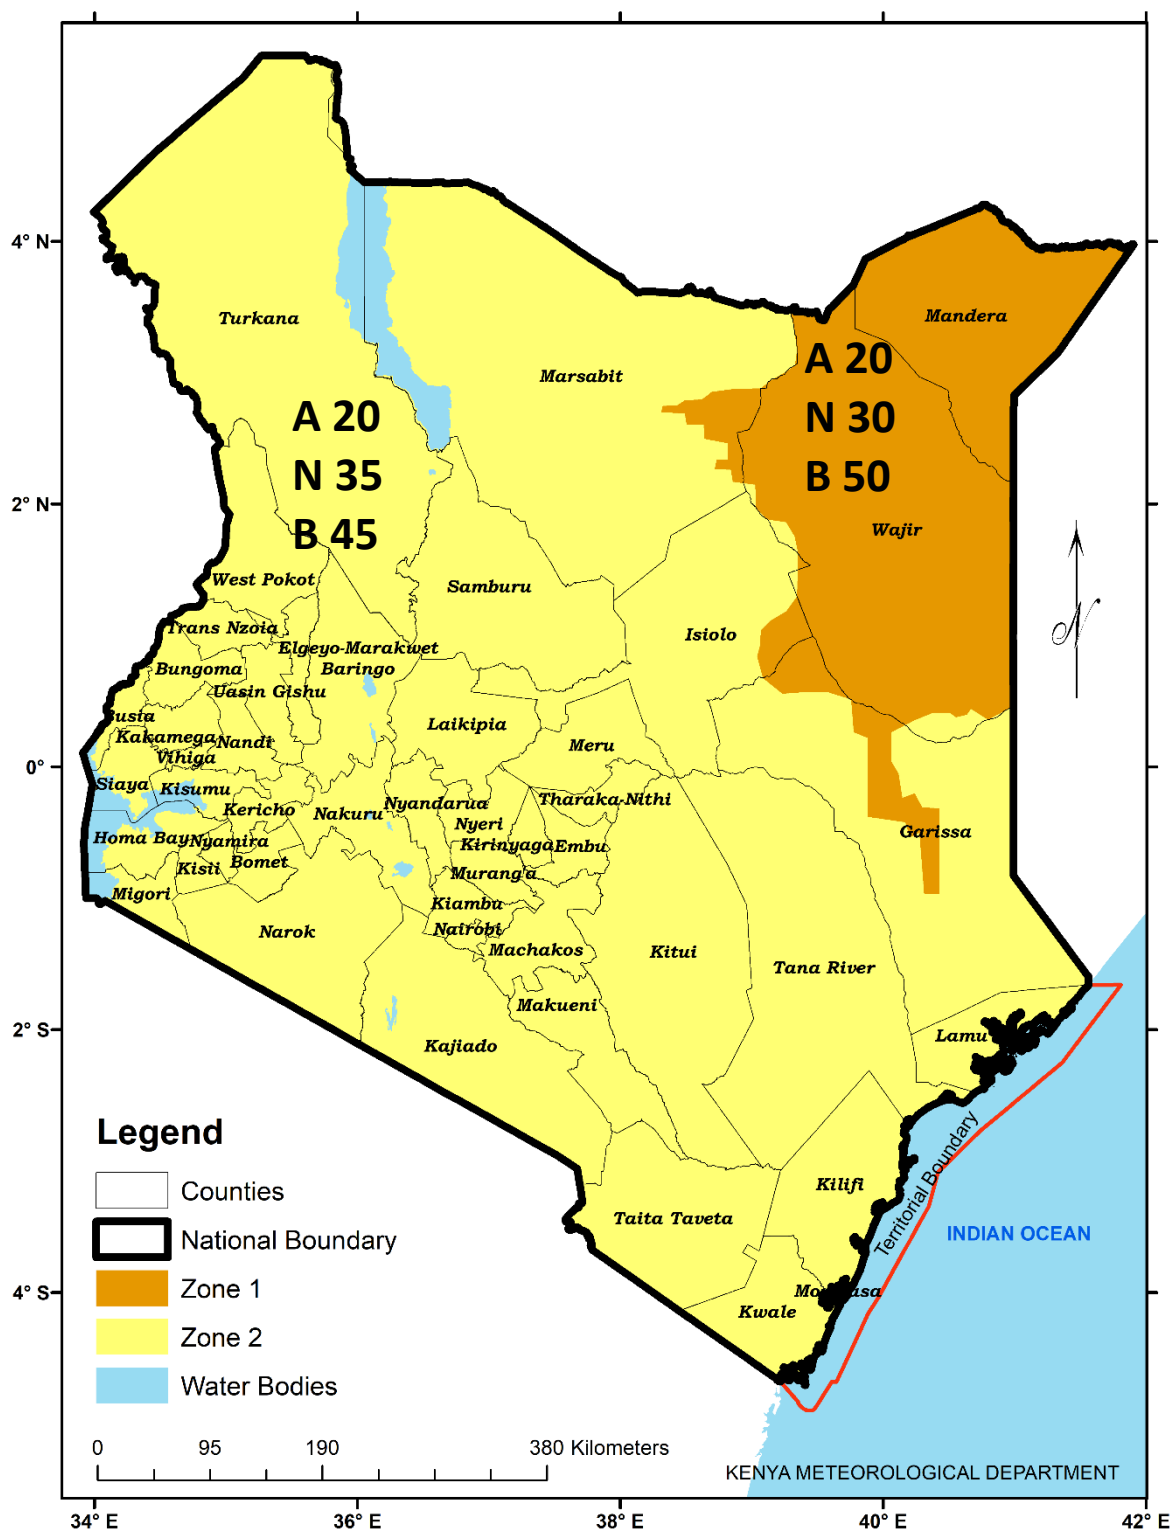 4° N
2° N
0°
2° S
4° S
Turkana
Marsabit
Mandera
A 20
N 30
B 50
A 20
N 35
B 45
Wajir
West Pokot
Samburu
Trans Nzoia
Isiolo
Elgeyo-Marakwet
Bungoma
Baringo
Uasin Gishu
Busia
Laikipia
Kakamega
Nandi
Meru
Vihiga
Siaya
Kisumu
Kericho
Nakuru
Nyandarua
Tharaka-Nithi
Nyeri
Garissa
Homa Bay
Nyamira
Kirinyaga
Embu
Kisii
Bomet
Murang'a
Migori
Kiambu
Narok
Nairobi
Machakos
Kitui
Tana River
Makueni
Kajiado
Lamu
Kilifi
Taita Taveta
Kwale
Mombasa
Territorial Boundary
INDIAN OCEAN
N
Legend
Counties
National Boundary
Zone 1
Zone 2
Water Bodies
0 95 190 380 Kilometers
KENYA METEOROLOGICAL DEPARTMENT
34° E 36° E 38° E 40° E 42° E